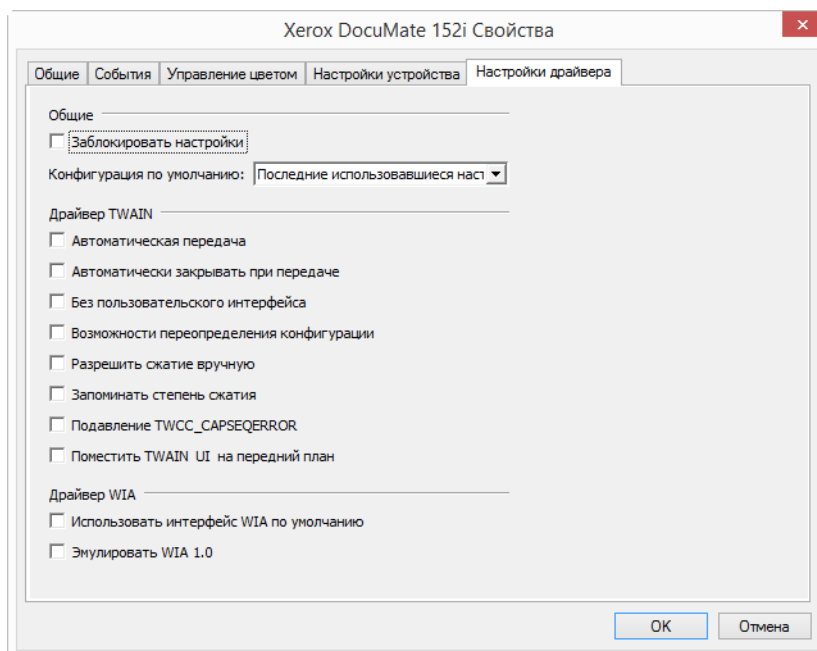 Xerox DocuMate 152i Свойства
Общие События Управление цветом Настройки устройства Настройки драйвера
Общие
Заблокировать настройки
Конфигурация по умолчанию: Последние использовавшиеся наст
Драйвер TWAIN
Автоматическая передача
Автоматически закрывать при передаче
Без пользовательского интерфейса
Возможности переопределения конфигурации
Разрешить сжатие вручную
Запоминать степень сжатия
Подавление TWCC_CAPSEQERROR
Поместить TWAIN UI на передний план
Драйвер WIA
Использовать интерфейс WIA по умолчанию
Эмулировать WIA 1.0
OK Отмена